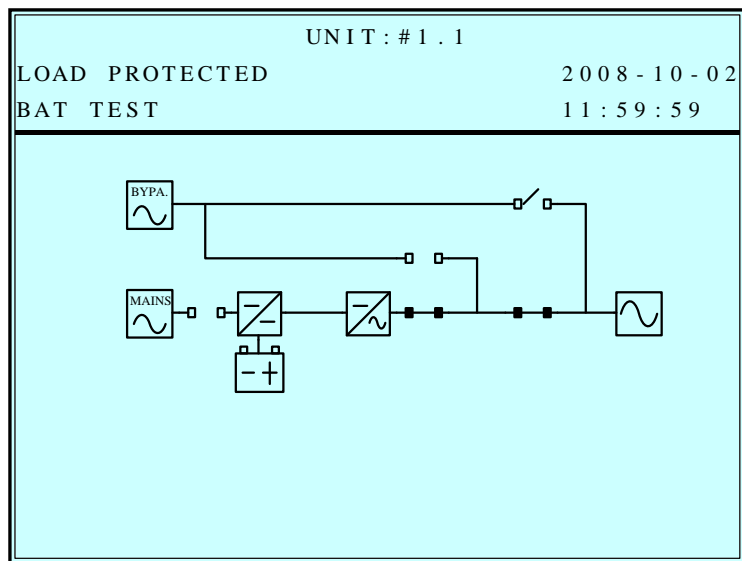 UNIT:#1.1
LOAD PROTECTED 2008-10-02
BAT TEST 11:59:59
BYPA.
MAINS